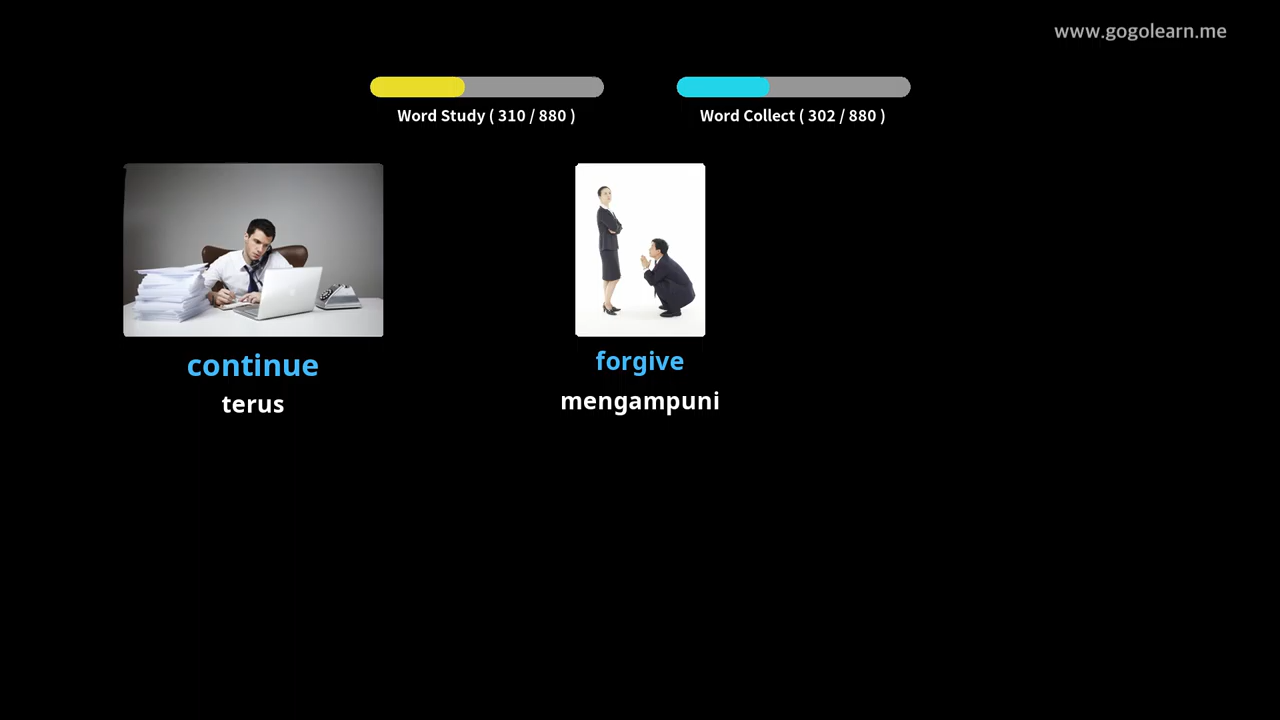 www.gogolearn.me
Word Study ( 310 / 880 )
Word Collect ( 302 / 880 )
continue
terus
forgive
mengampuni